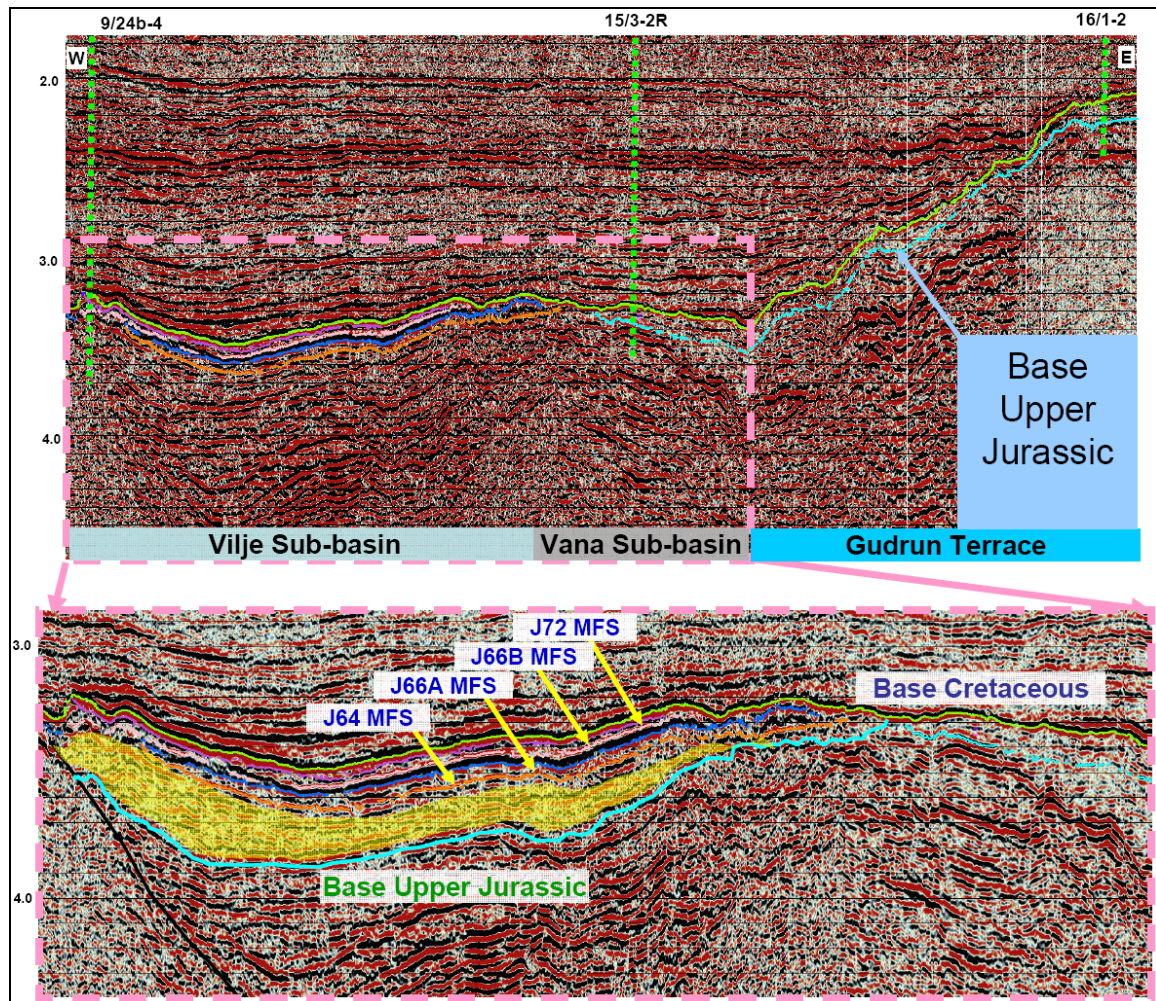 9/24b-4 15/3-2R 16/1-2
W E
2.0
3.0
Base
Upper
Jurassic
4.0
Vilje Sub-basin Vana Sub-basin Gudrun Terrace
3.0
J72 MFS
J66B MFS
J66A MFS
J64 MFS
Base Cretaceous
Base Upper Jurassic
4.0